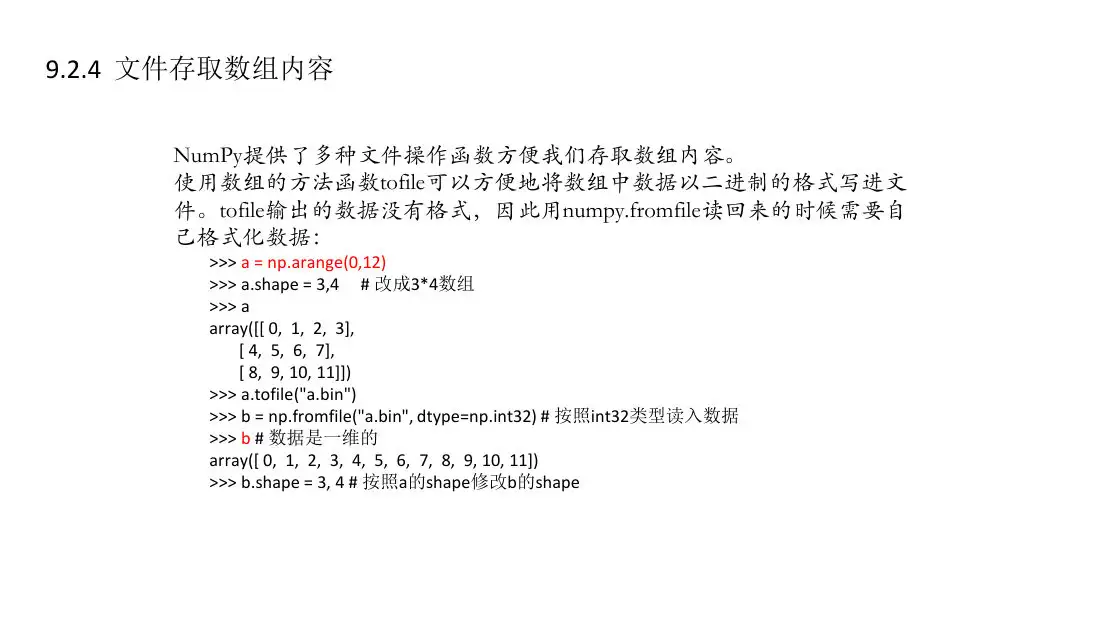 9.2.4 文件存取数组内容
NumPy提供了多种文件操作函数方便我们存取数组内容。
使用数组的方法函数tofile可以方便地将数组中数据以二进制的格式写进文
件。tofile输出的数据没有格式，因此用numpy.fromfile读回来的时候需要自
己格式化数据：
>>> a = np.arange(0,12)
>>> a.shape = 3,4 # 改成3*4数组
>>> a
array([[ 0, 1, 2, 3],
[ 4, 5, 6, 7],
[ 8, 9, 10, 11]])
>>> a.tofile("a.bin")
>>> b = np.fromfile("a.bin", dtype=np.int32) # 按照int32类型读入数据
>>> b # 数据是一维的
array([ 0, 1, 2, 3, 4, 5, 6, 7, 8, 9, 10, 11])
>>> b.shape = 3, 4 # 按照a的shape修改b的shape